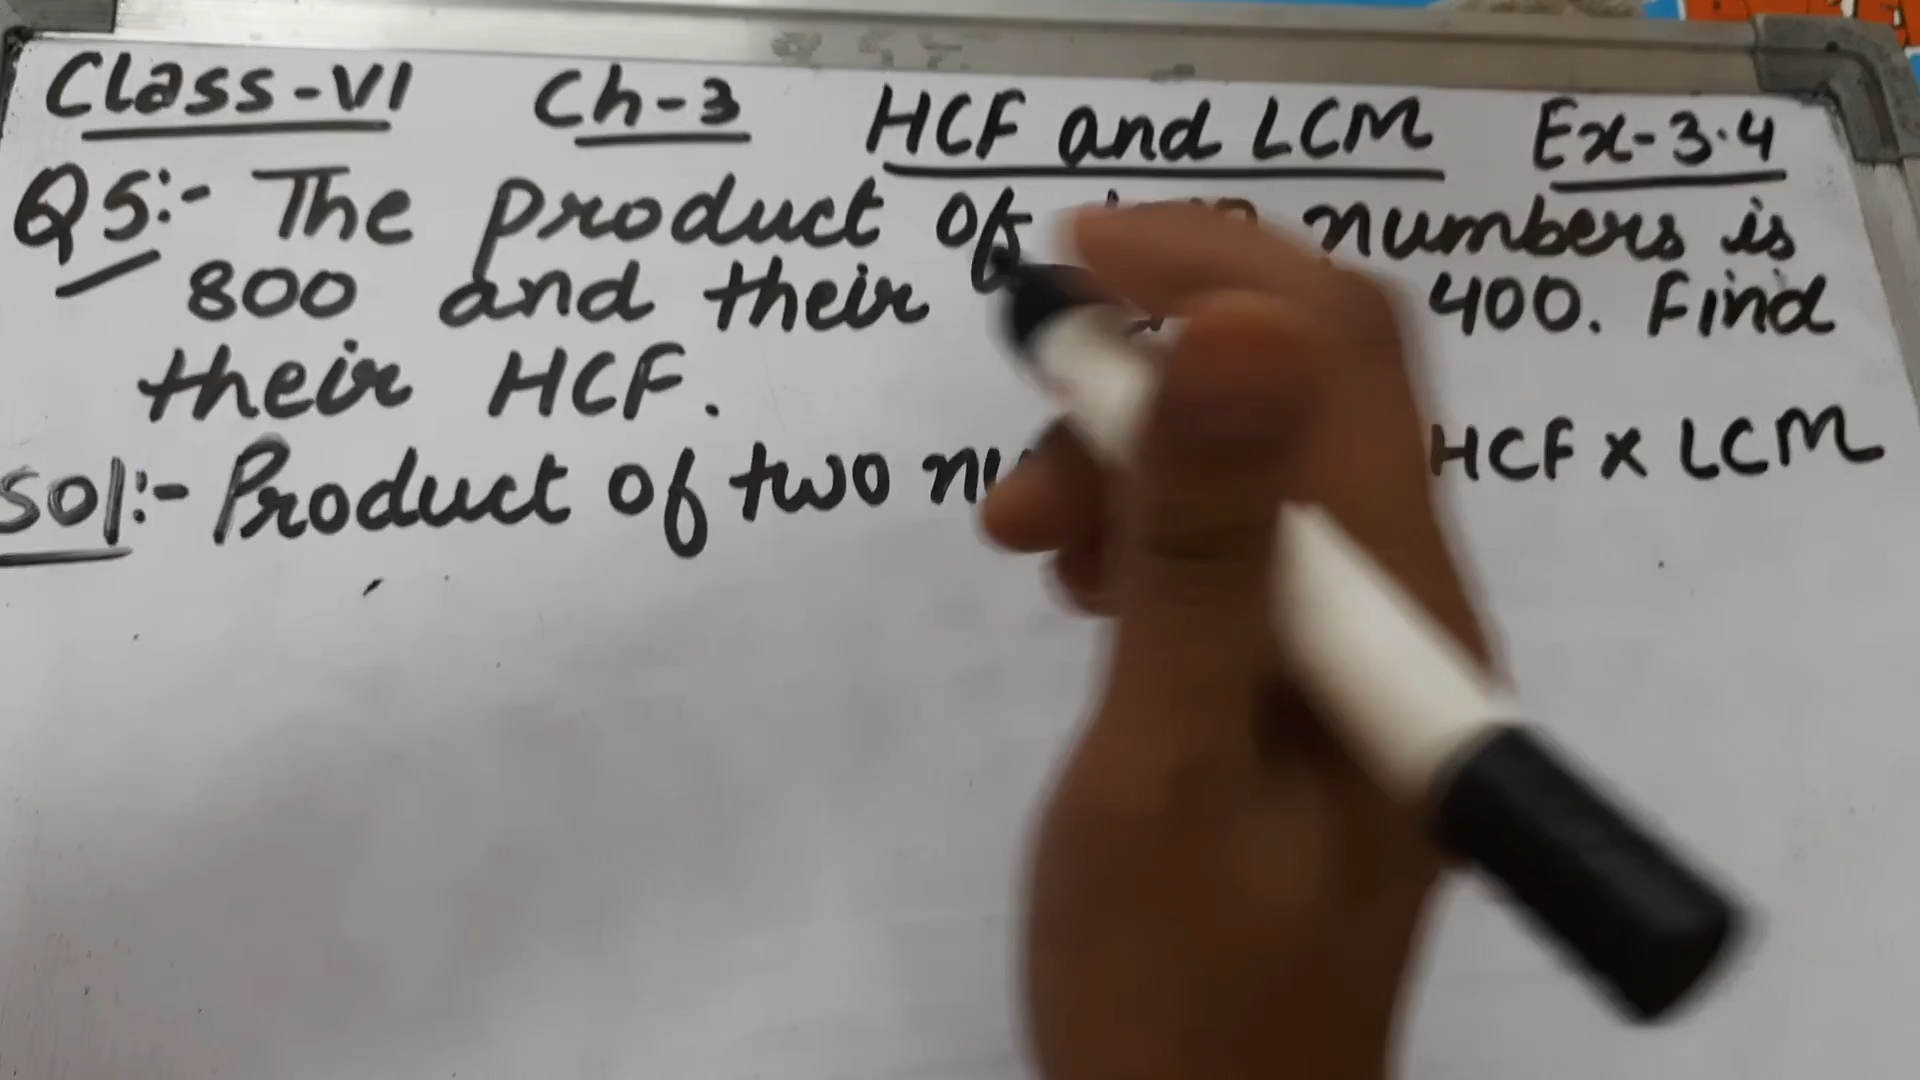 Class-VI Ch-3 HCF and LCM Ex-3.4
Q5:- The product of numbers is
800 and their 400. Find
their HCF.
Sol:- Product of two HCF x LCM